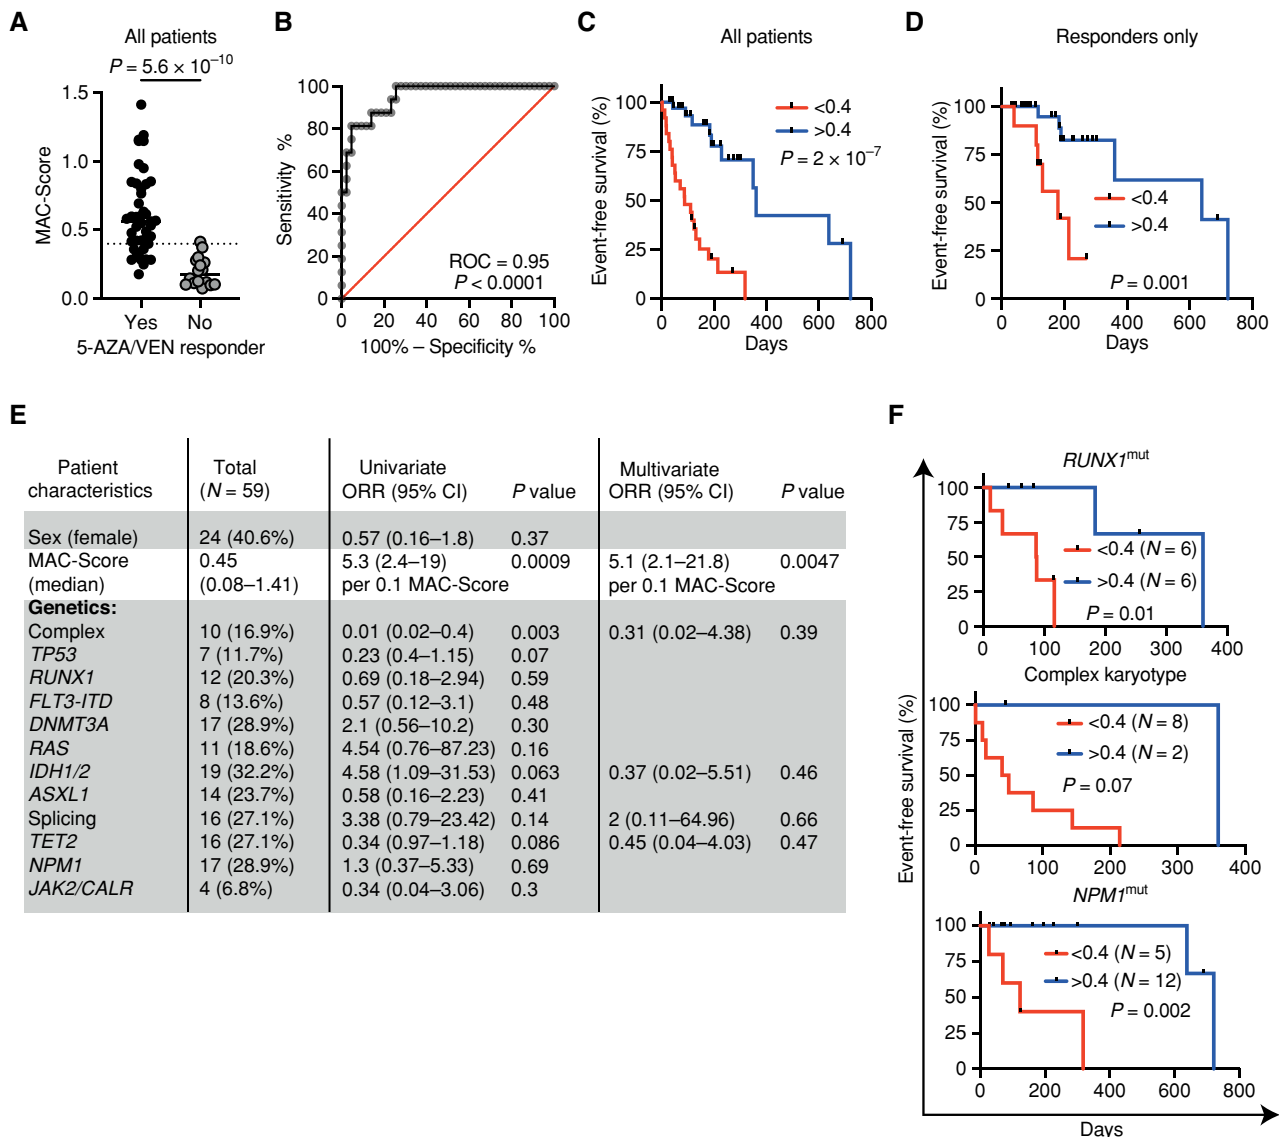 A
All patients
P = 5.6 × 10–10
1.5
1.0
0.5
0.0
MAC-Score
Yes No
5-AZA/VEN responder
B
100
80
60
40
20
0
Sensitivity %
ROC = 0.95
P < 0.0001
0 20 40 60 80 100
100% – Specificity %
C
All patients
100
75
50
25
0
Event-free survival (%)
<0.4
>0.4
P = 2 × 10–7
0 200 400 600 800
Days
D
Responders only
100
75
50
25
0
Event-free survival (%)
<0.4
>0.4
P = 0.001
0 200 400 600 800
Days
E
Patient characteristics Total (N = 59) Univariate ORR (95% CI) P value Multivariate ORR (95% CI) P value
Sex (female) 24 (40.6%) 0.57 (0.16–1.8) 0.37
MAC-Score 0.45 5.3 (2.4–19) 0.0009 5.1 (2.1–21.8) 0.0047
(median) (0.08–1.41) per 0.1 MAC-Score per 0.1 MAC-Score
Genetics:
Complex 10 (16.9%) 0.01 (0.02–0.4) 0.003 0.31 (0.02–4.38) 0.39
TP53 7 (11.7%) 0.23 (0.4–1.15) 0.07
RUNX1 12 (20.3%) 0.69 (0.18–2.94) 0.59
FLT3-ITD 8 (13.6%) 0.57 (0.12–3.1) 0.48
DNMT3A 17 (28.9%) 2.1 (0.56–10.2) 0.30
RAS 11 (18.6%) 4.54 (0.76–87.23) 0.16
IDH1/2 19 (32.2%) 4.58 (1.09–31.53) 0.063 0.37 (0.02–5.51) 0.46
ASXL1 14 (23.7%) 0.58 (0.16–2.23) 0.41
Splicing 16 (27.1%) 3.38 (0.79–23.42) 0.14 2 (0.11–64.96) 0.66
TET2 16 (27.1%) 0.34 (0.97–1.18) 0.086 0.45 (0.04–4.03) 0.47
NPM1 17 (28.9%) 1.3 (0.37–5.33) 0.69
JAK2/CALR 4 (6.8%) 0.34 (0.04–3.06) 0.3
F
Event-free survival (%)
RUNX1mut
100
75
50
25
0
<0.4 (N = 6)
>0.4 (N = 6)
P = 0.01
0 100 200 300 400
Complex karyotype
100
75
50
25
0
<0.4 (N = 8)
>0.4 (N = 2)
P = 0.07
0 100 200 300 400
NPM1mut
100
75
50
25
0
<0.4 (N = 5)
>0.4 (N = 12)
P = 0.002
0 200 400 600 800
Days